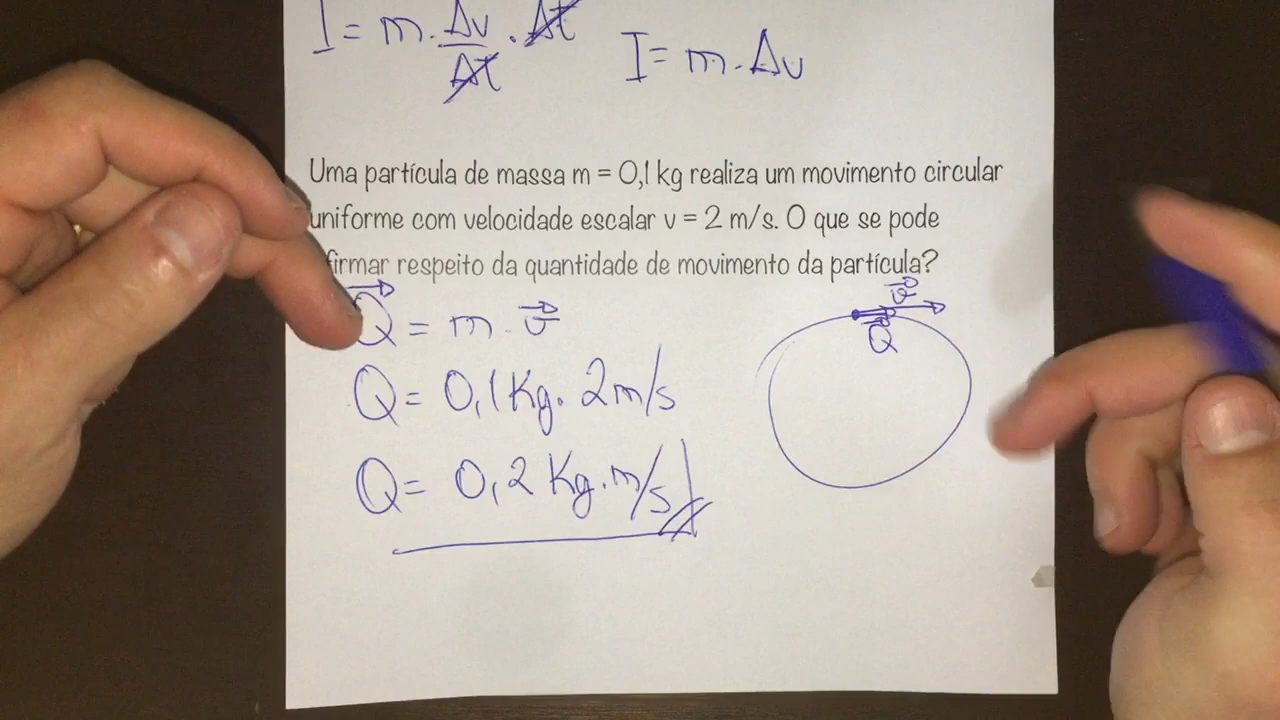 I = m . Δv/Δt . Δt
I = m . Δv
Uma partícula de massa m = 0,1 kg realiza um movimento circular
uniforme com velocidade escalar v = 2 m/s. O que se pode
firmar respeito da quantidade de movimento da partícula?
Q⃗ = m . v⃗
Q = 0,1 Kg . 2 m/s
Q = 0,2 Kg . m/s
v⃗
Q⃗